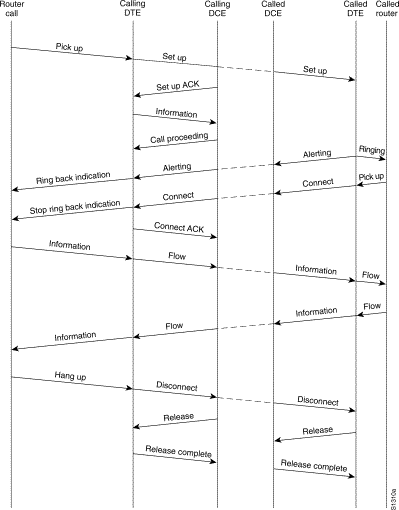 Router call
Calling DTE
Calling DCE
Called DCE
Called DTE
Called router
Pick up
Set up
Set up
Set up ACK
Information
Call proceeding
Alerting
Ringing
Alerting
Ring back indication
Connect
Pick up
Connect
Stop ring back indication
Connect ACK
Information
Flow
Information
Flow
Flow
Information
Flow
Information
Hang up
Disconnect
Disconnect
Release
Release
Release complete
Release complete
S1310a